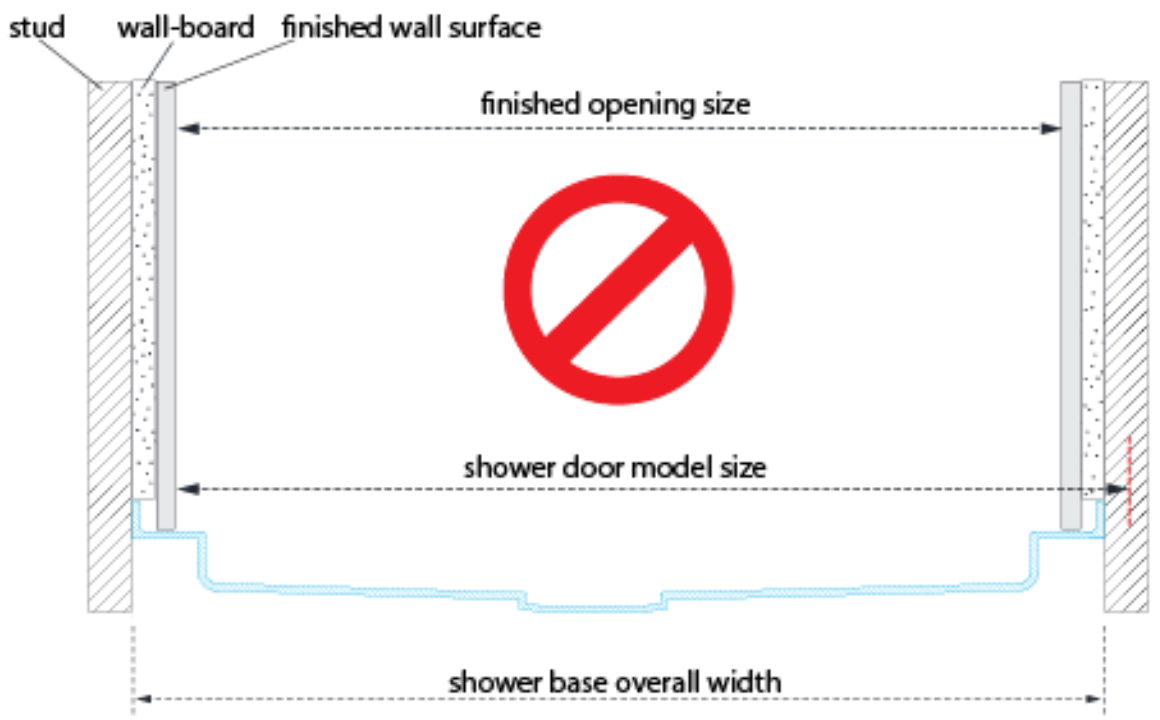 stud wall-board finished wall surface
finished opening size
shower door model size
shower base overall width